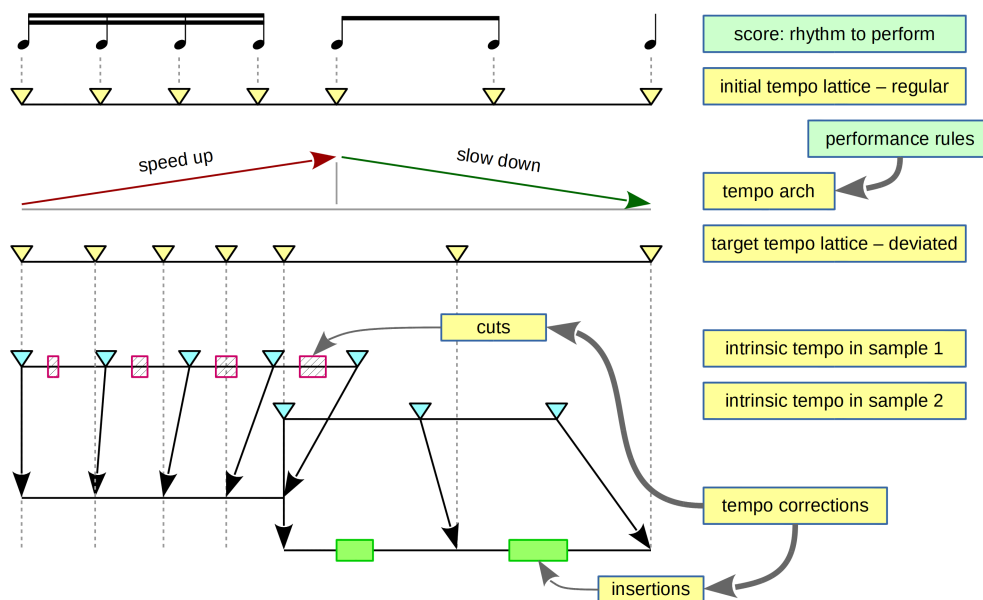 score: rhythm to perform
initial tempo lattice – regular
performance rules
speed up
slow down
tempo arch
target tempo lattice – deviated
cuts
intrinsic tempo in sample 1
intrinsic tempo in sample 2
tempo corrections
insertions